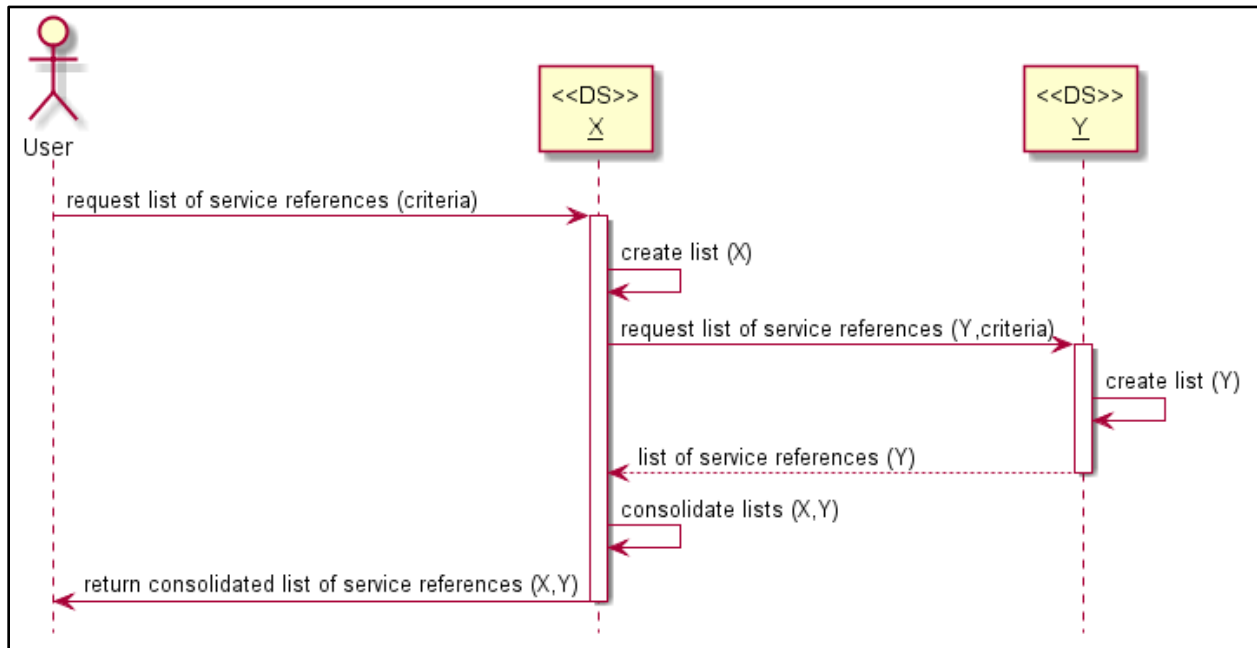 <<DS>>
X
<<DS>>
Y
User
request list of service references (criteria)
create list (X)
request list of service references (Y,criteria)
create list (Y)
list of service references (Y)
consolidate lists (X,Y)
return consolidated list of service references (X,Y)